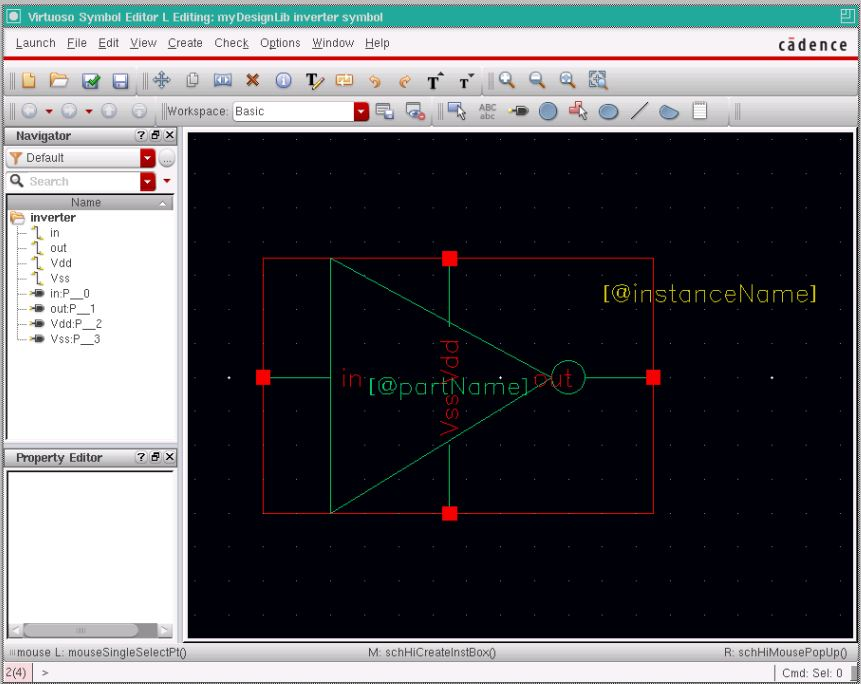 Virtuoso Symbol Editor L Editing: myDesignLib inverter symbol
Launch File Edit View Create Check Options Window Help
cādence
Workspace: Basic
ABC
abc
Navigator
Default
Search
Name
inverter
in
out
Vdd
Vss
in:P__0
out:P__1
Vdd:P__2
Vss:P__3
[@instanceName]
in
[@partName]
out
Vdd
Vss
Property Editor
mouse L: mouseSingleSelectPt() M: schHiCreateInstBox() R: schHiMousePopUp()
2(4) > Cmd: Sel: 0